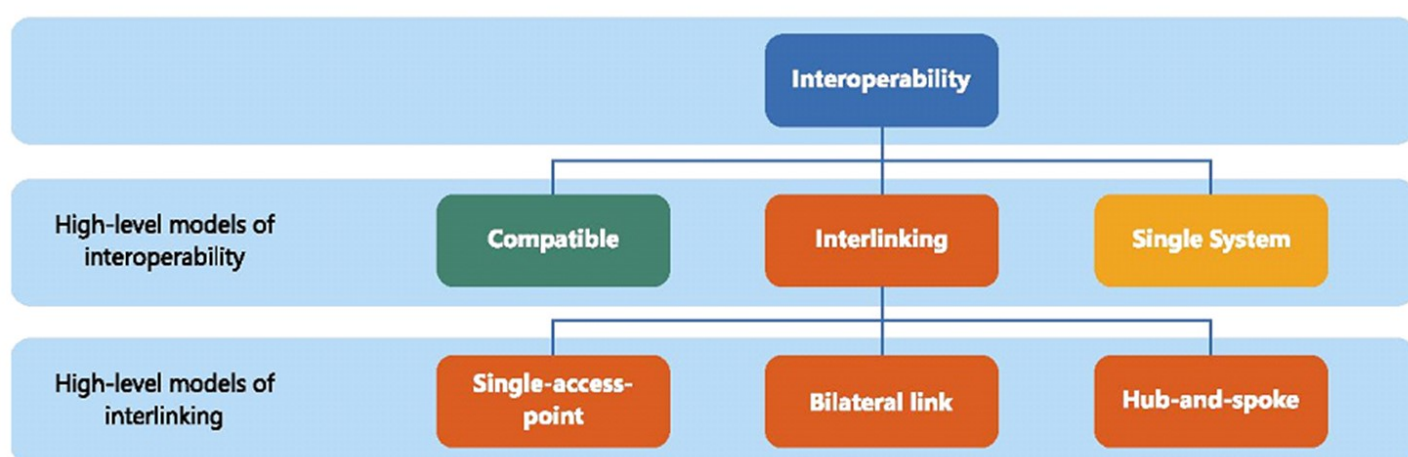 Interoperability
High-level models of
interoperability
Compatible
Interlinking
Single System
High-level models of
interlinking
Single-access-
point
Bilateral link
Hub-and-spoke